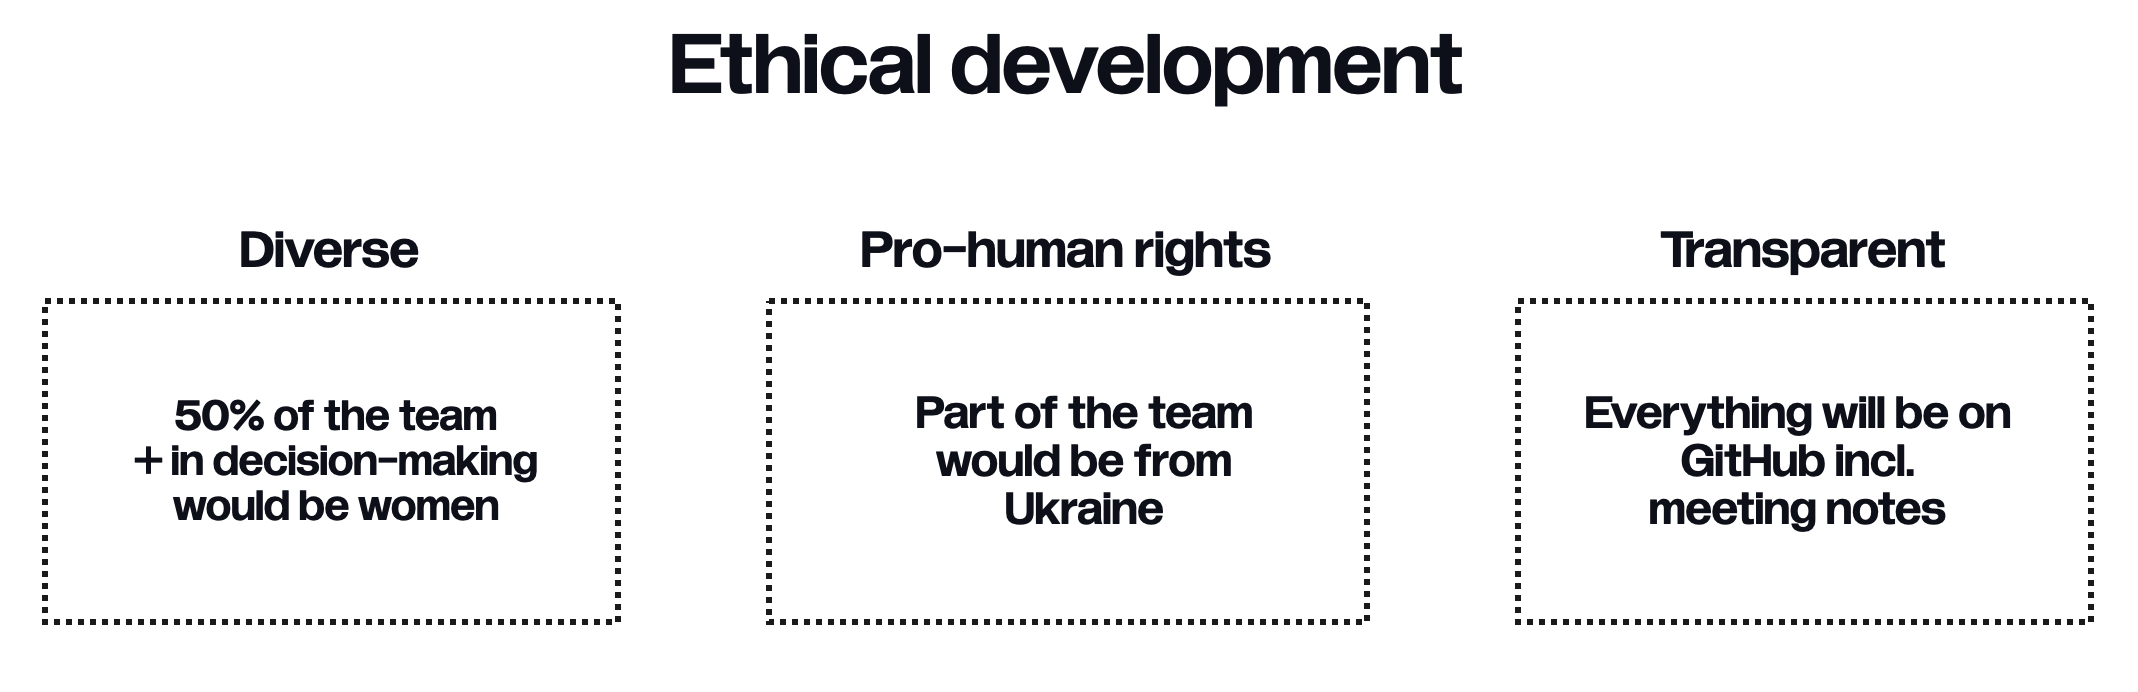 Ethical development
Diverse
50% of the team
+ in decision-making
would be women
Pro-human rights
Part of the team
would be from
Ukraine
Transparent
Everything will be on
GitHub incl.
meeting notes